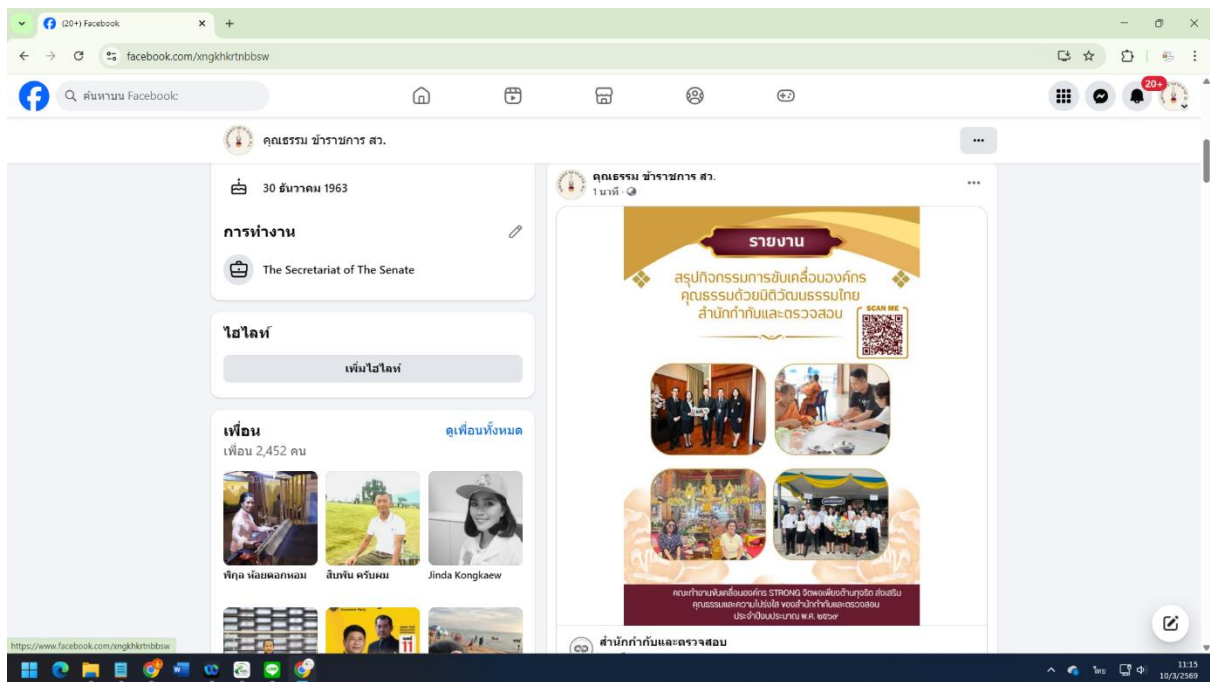 (20+) Facebook
facebook.com/xngkhkrtnbbsw
ค้นหาบน Facebook
20+
คุณธรรม ข้าราชการ สว.
30 ธันวาคม 1963
การทำงาน
The Secretariat of The Senate
ไฮไลท์
เพิ่มไฮไลท์
เพื่อน
ดูเพื่อนทั้งหมด
เพื่อน 2,452 คน
พิกุล ห้อยดอกหอม
สิบพัน ครับผม
Jinda Kongkaew
11
คุณธรรม ข้าราชการ สว.
1 นาที ·
รายงาน
สรุปกิจกรรมการขับเคลื่อนองค์กร
คุณธรรมด้วยมิติวัฒนธรรมไทย
สำนักกำกับและตรวจสอบ
SCAN ME
คณะทำงานขับเคลื่อนองค์กร STRONG จิตพอเพียงต้านทุจริต ส่งเสริม
คุณธรรมและความโปร่งใส ของสำนักกำกับและตรวจสอบ
ประจำปีงบประมาณ พ.ศ. ๒๕๖๙
สำนักกำกับและตรวจสอบ
https://www.facebook.com/xngkhkrtnbbsw
ไทย
11:15
10/3/2569